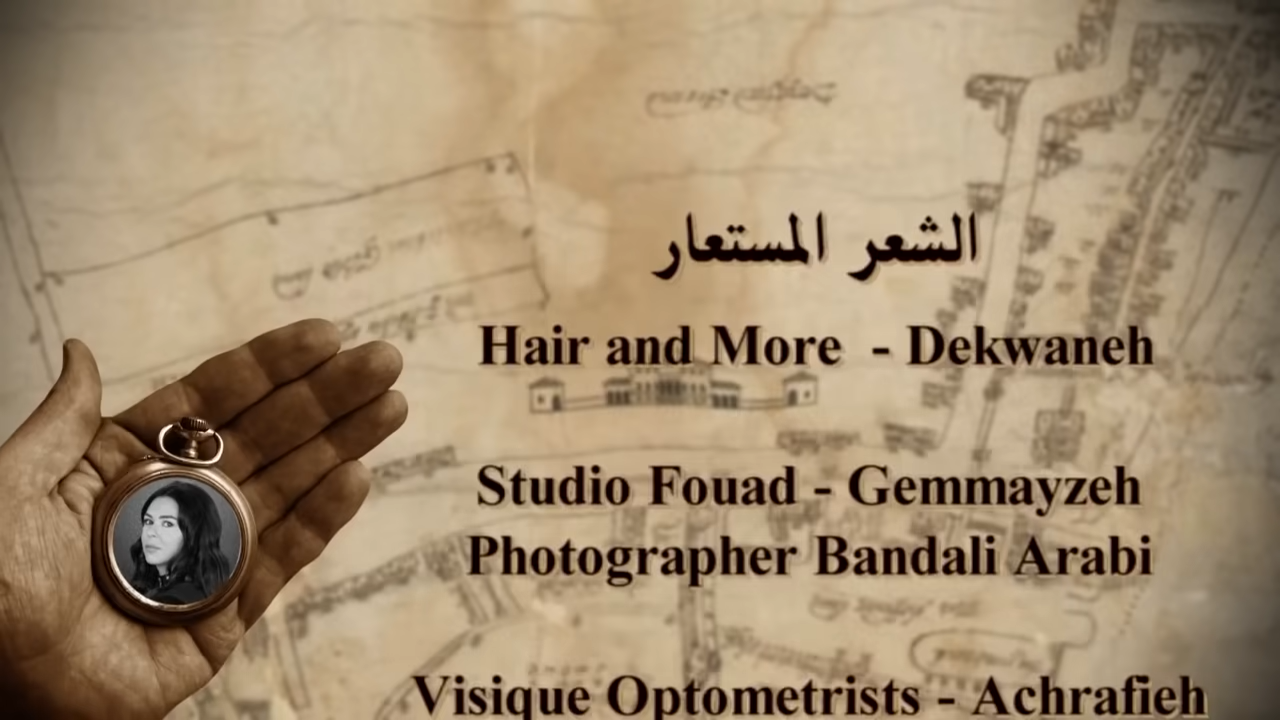 الشعر المستعار
Hair and More - Dekwaneh
Studio Fouad - Gemmayzeh
Photographer Bandali Arabi
Visique Optometrists - Achrafieh